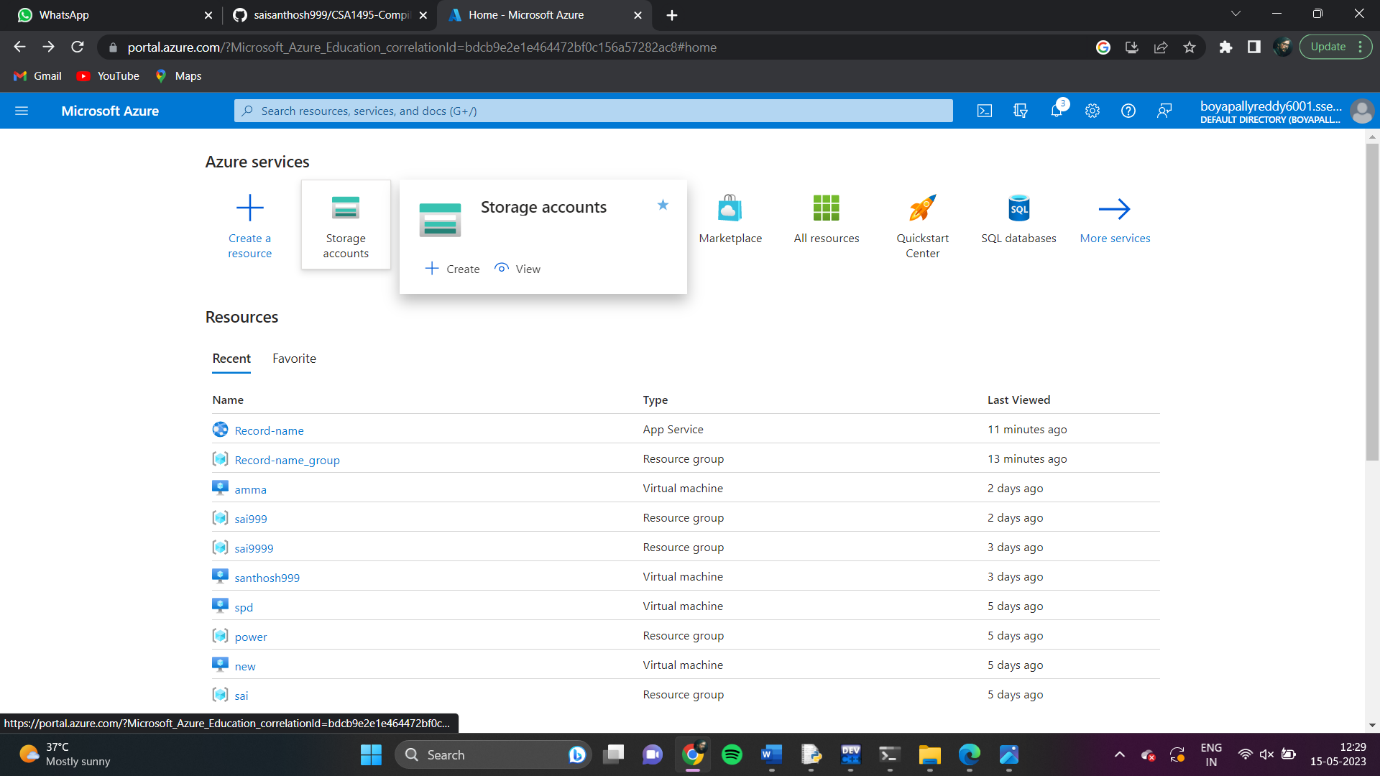 WhatsApp
saisanthosh999/CSA1495-Compil
Home - Microsoft Azure
portal.azure.com/?Microsoft_Azure_Education_correlationId=bdcb9e2e1e464472bf0c156a57282ac8#home
Update
Gmail
YouTube
Maps
Microsoft Azure
Search resources, services, and docs (G+/)
3
boyapallyreddy6001.sse...
DEFAULT DIRECTORY (BOYAPALL...
Azure services
Create a
resource
Storage
accounts
Storage accounts
Create
View
Marketplace
All resources
Quickstart
Center
SQL
SQL databases
More services
Resources
Recent Favorite
Name Type Last Viewed
Record-name App Service 11 minutes ago
Record-name_group Resource group 13 minutes ago
amma Virtual machine 2 days ago
sai999 Resource group 2 days ago
sai9999 Resource group 3 days ago
santhosh999 Virtual machine 3 days ago
spd Virtual machine 5 days ago
power Resource group 5 days ago
new Virtual machine 5 days ago
sai Resource group 5 days ago
https://portal.azure.com/?Microsoft_Azure_Education_correlationId=bdcb9e2e1e464472bf0c...
37°C
Mostly sunny
Search
DEV
ENG
IN
12:29
15-05-2023